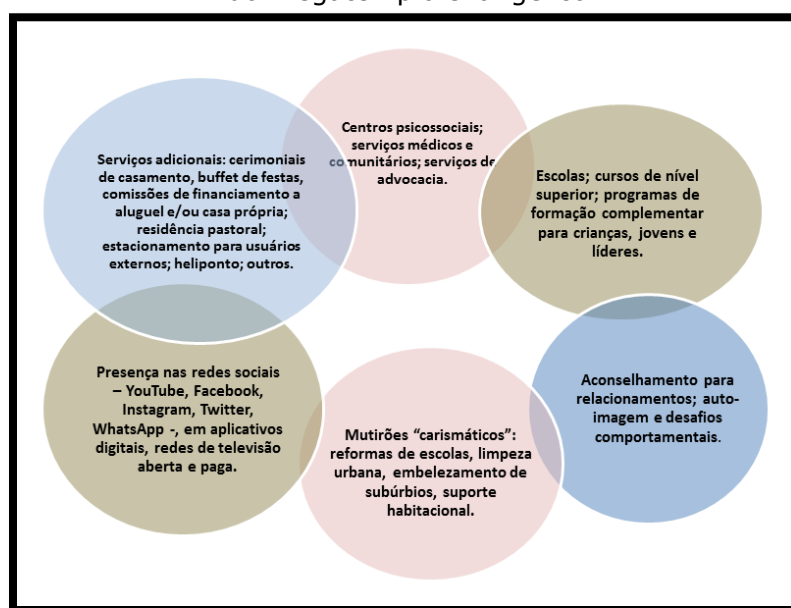 Serviços adicionais: cerimoniais
de casamento, buffet de festas,
comissões de financiamento a
aluguel e/ou casa própria;
residência pastoral;
estacionamento para usuários
externos; heliponto; outros.
Centros psicossociais;
serviços médicos e
comunitários; serviços de
advocacia.
Escolas; cursos de nível
superior; programas de
formação complementar
para crianças, jovens e
líderes.
Presença nas redes sociais
– YouTube, Facebook,
Instagram, Twitter,
WhatsApp -, em aplicativos
digitais, redes de televisão
aberta e paga.
Mutirões “carismáticos”:
reformas de escolas, limpeza
urbana, embelezamento de
subúrbios, suporte
habitacional.
Aconselhamento para
relacionamentos; auto-
imagem e desafios
comportamentais.